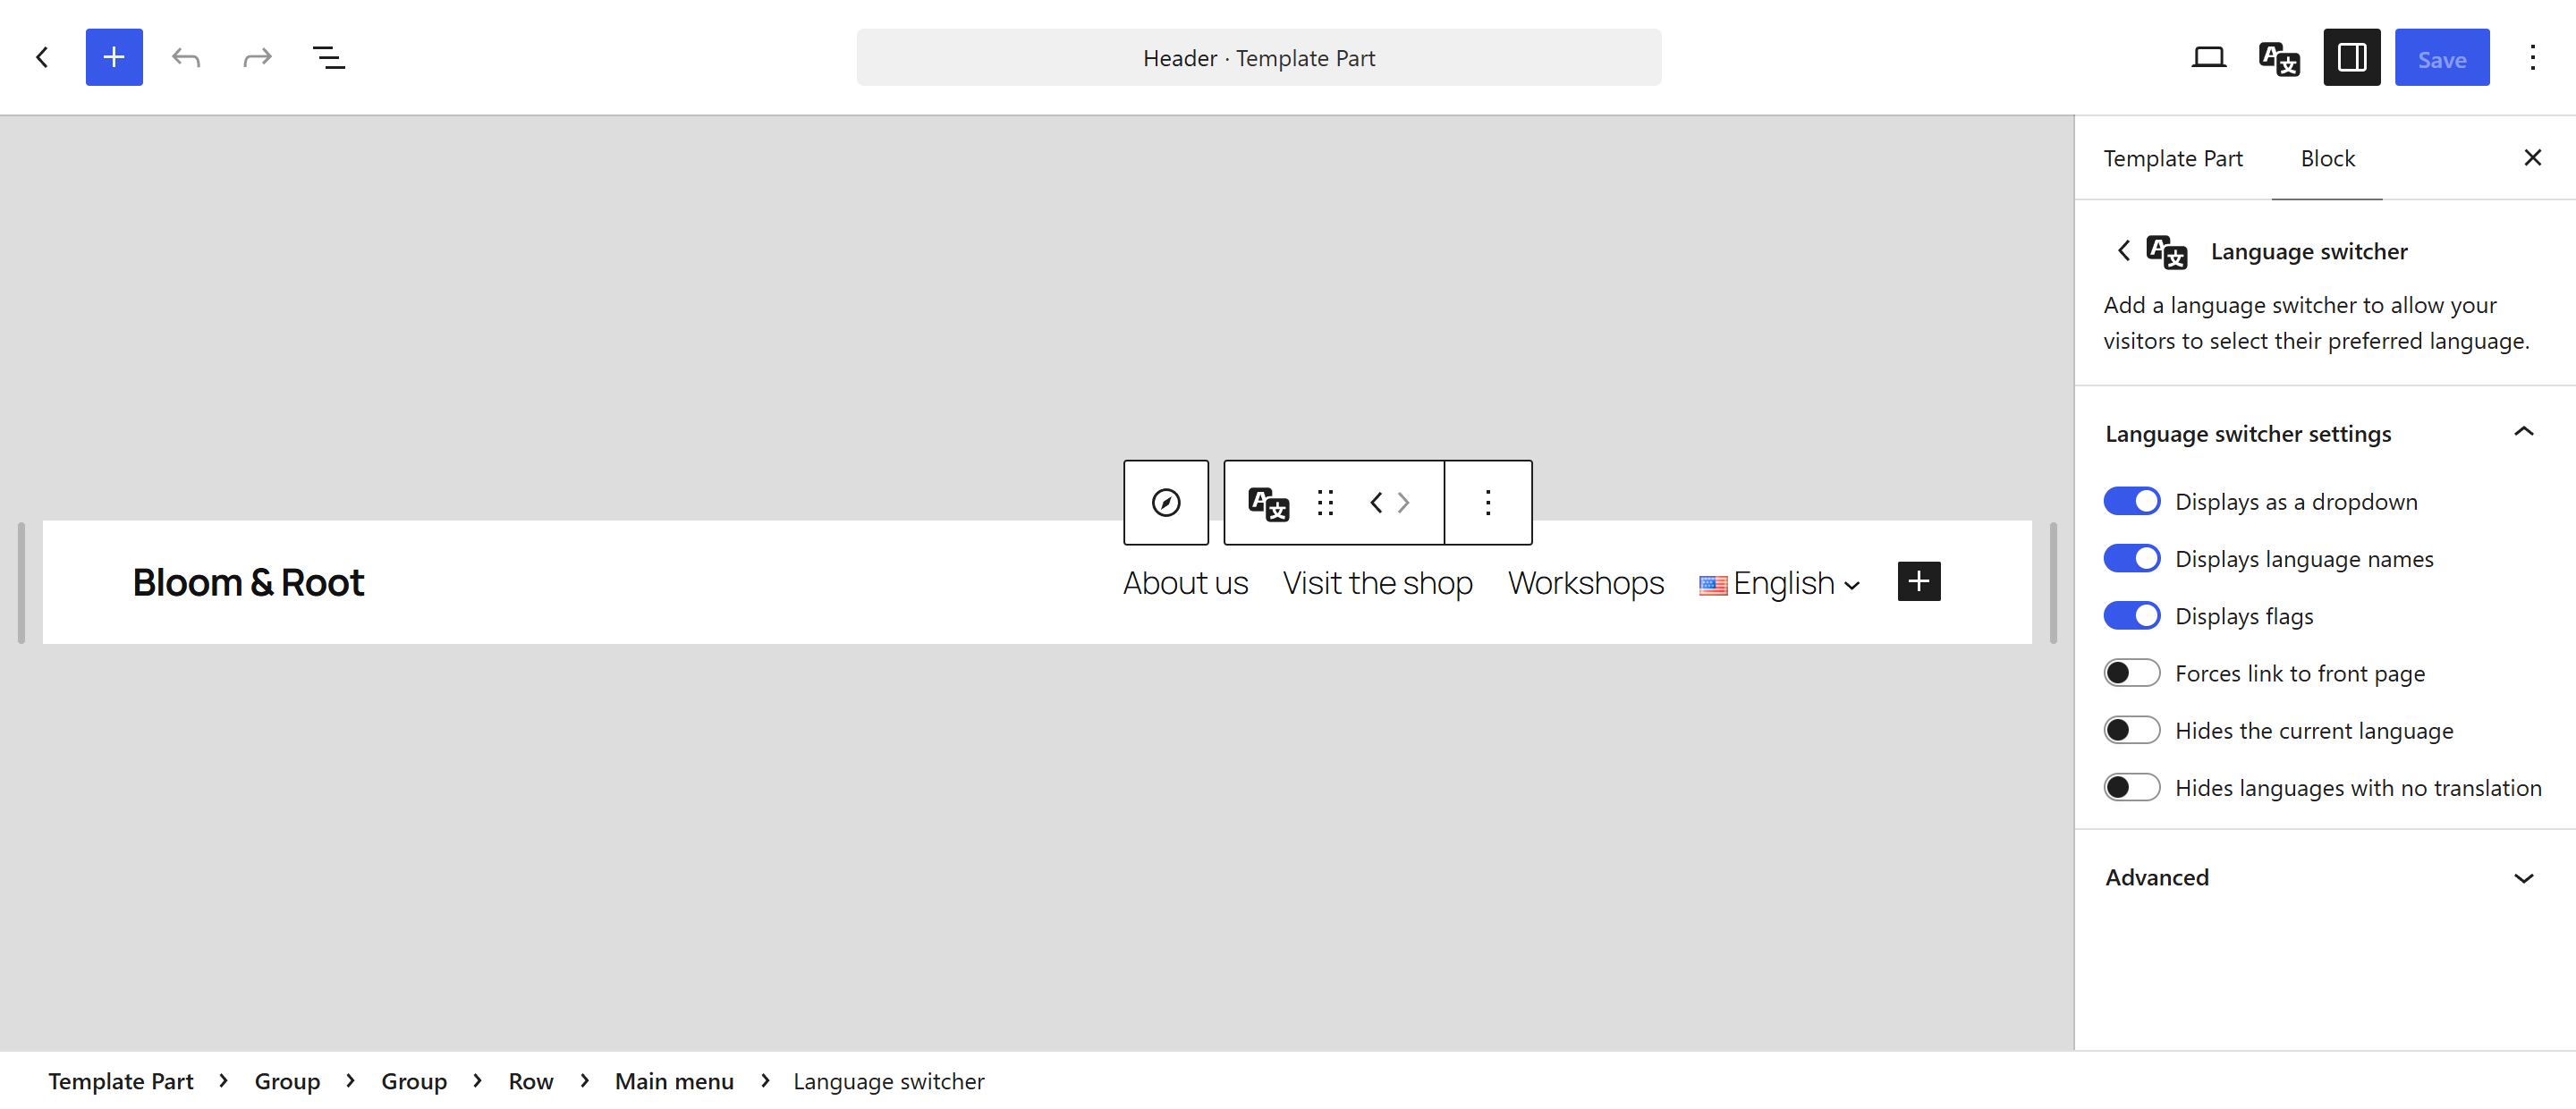 Header · Template Part
Save
Template Part
Block
Language switcher
Add a language switcher to allow your
visitors to select their preferred language.
Language switcher settings
Displays as a dropdown
Displays language names
Displays flags
Forces link to front page
Hides the current language
Hides languages with no translation
Advanced
Bloom & Root
About us
Visit the shop
Workshops
English
Template Part > Group > Group > Row > Main menu > Language switcher